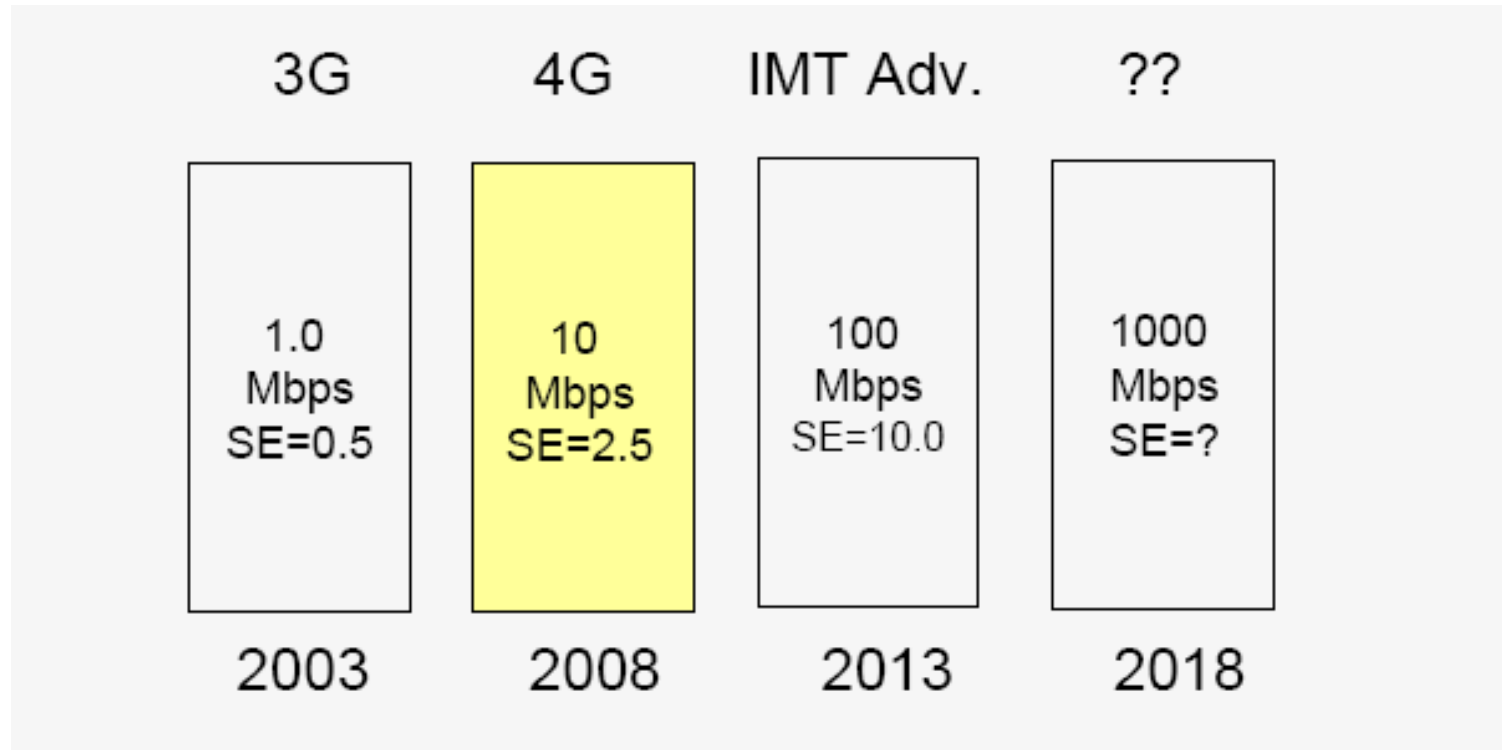 3G 4G IMT Adv. ??
1.0
Mbps
SE=0.5
10
Mbps
SE=2.5
100
Mbps
SE=10.0
1000
Mbps
SE=?
2003 2008 2013 2018